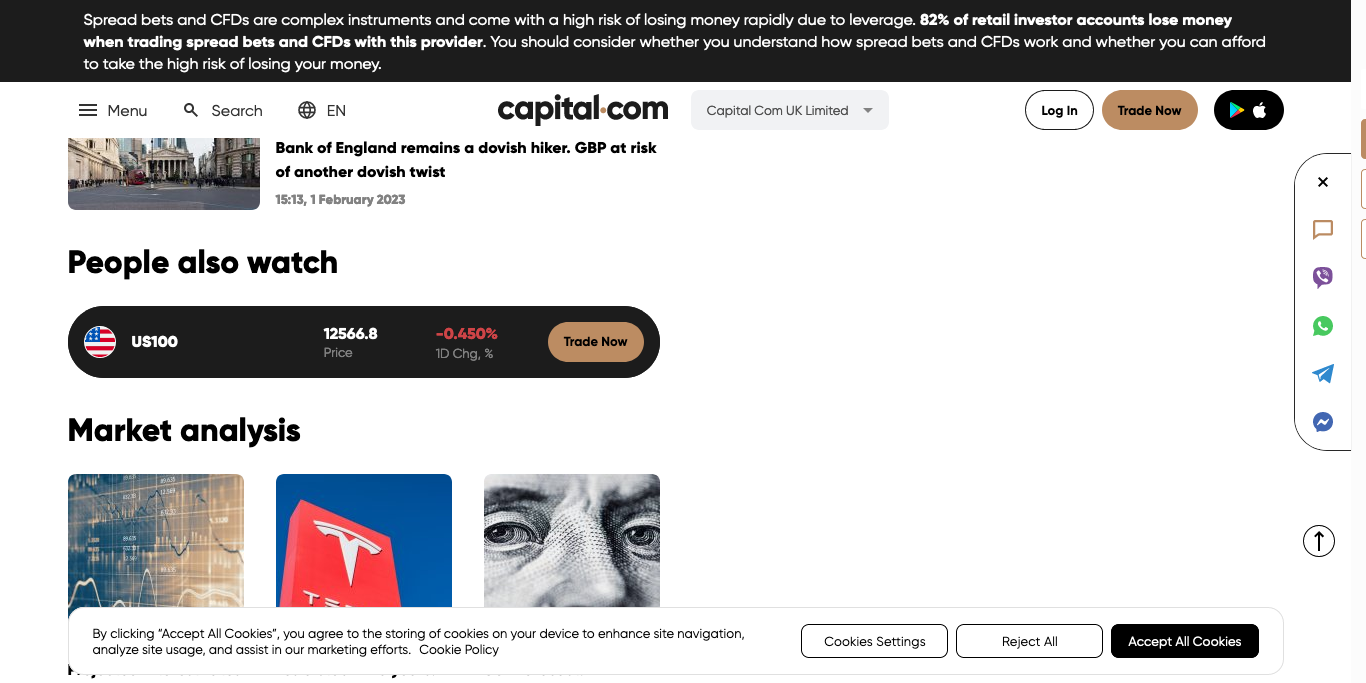 Spread bets and CFDs are complex instruments and come with a high risk of losing money rapidly due to leverage. 82% of retail investor accounts lose money
when trading spread bets and CFDs with this provider. You should consider whether you understand how spread bets and CFDs work and whether you can afford
to take the high risk of losing your money.
Menu Search EN capital.com Capital Com UK Limited Log In Trade Now
Bank of England remains a dovish hiker. GBP at risk
of another dovish twist
15:13, 1 February 2023
People also watch
US100 12566.8 -0.450% Trade Now
Price 1D Chg, %
Market analysis
By clicking “Accept All Cookies”, you agree to the storing of cookies on your device to enhance site navigation,
analyze site usage, and assist in our marketing efforts. Cookie Policy
Cookies Settings Reject All Accept All Cookies